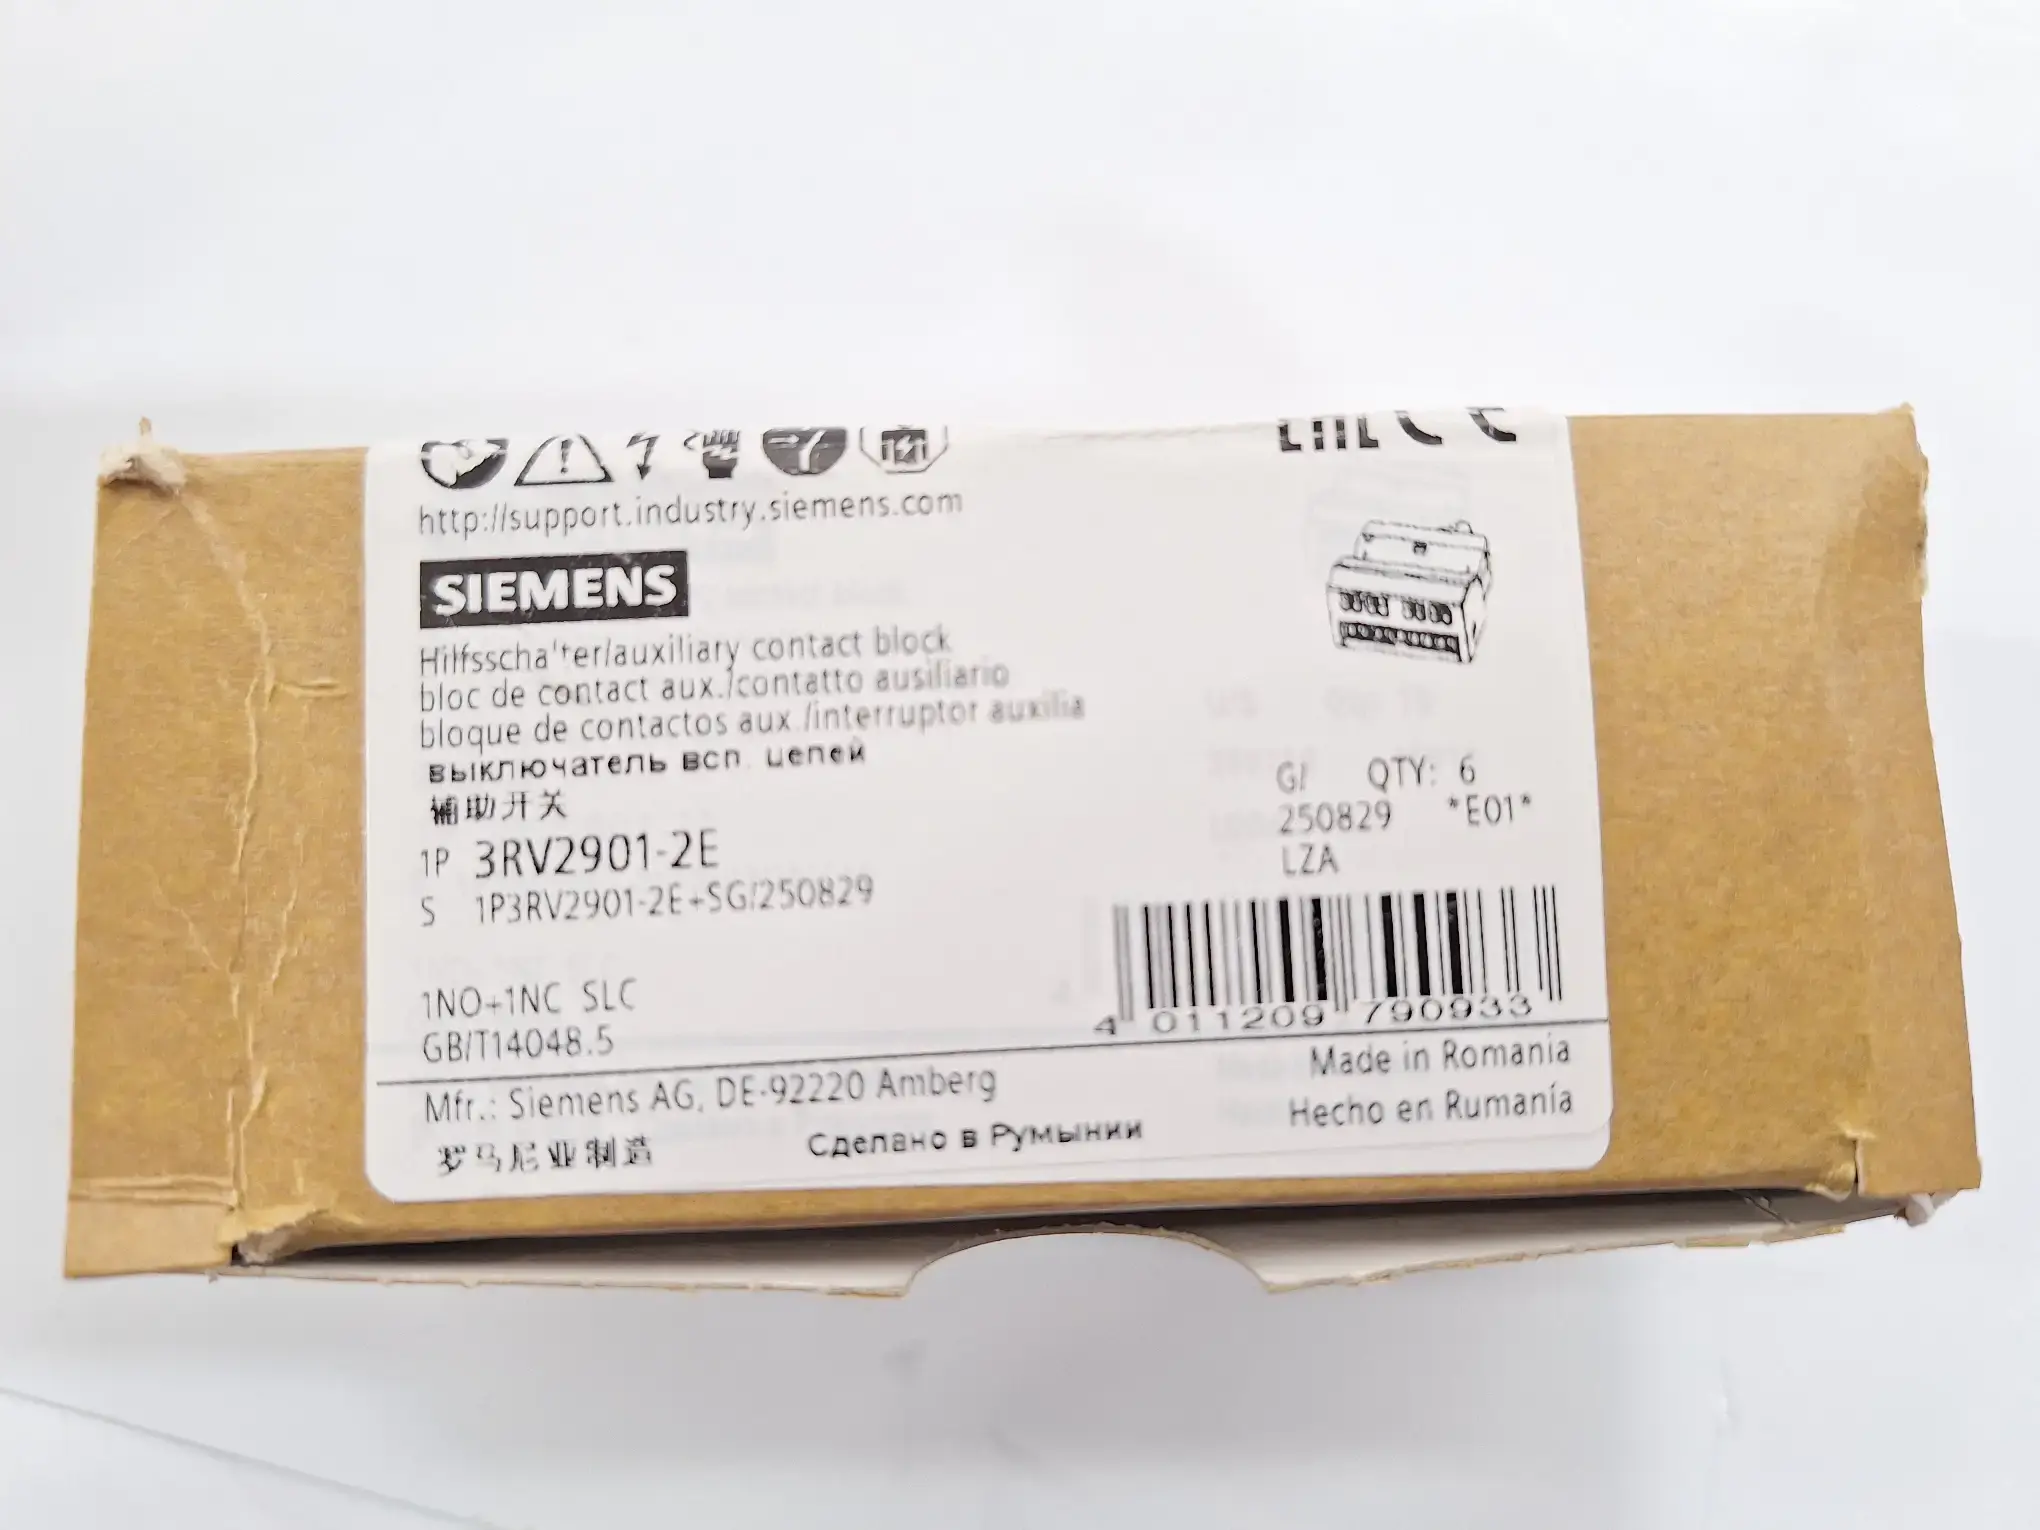 EAC CE
http://support.industry.siemens.com
SIEMENS
Hilfsschalter/auxiliary contact block
bloc de contact aux./contatto ausiliario
bloque de contactos aux./interruptor auxilia
выключатель всп. цепей
辅助开关
G/ QTY: 6
250829 *E01*
LZA
1P 3RV2901-2E
S 1P3RV2901-2E+SG/250829
1NO+1NC SLC
GB/T14048.5
4 011209 790933
Mfr.: Siemens AG, DE-92220 Amberg
Made in Romania
Hecho en Rumanía
罗马尼亚制造
Сделано в Румынии